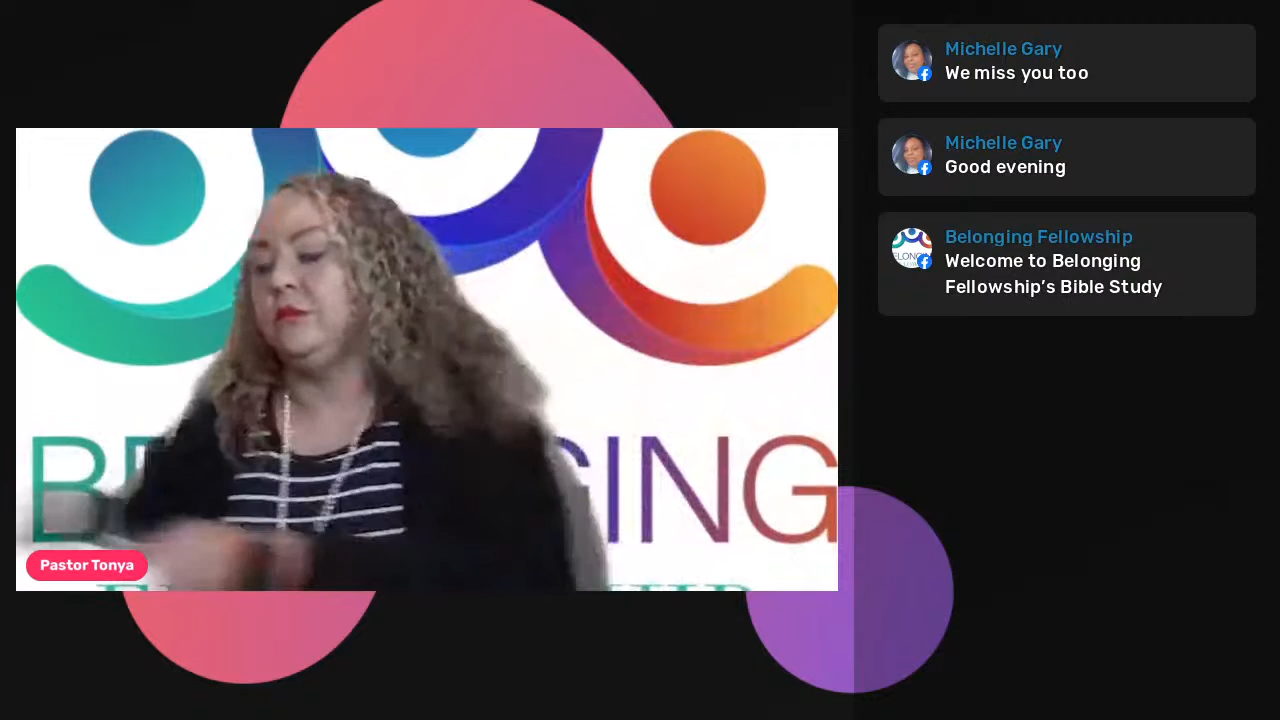 Michelle Gary
We miss you too
Michelle Gary
Good evening
Belonging Fellowship
Welcome to Belonging
Fellowship’s Bible Study
Pastor Tonya